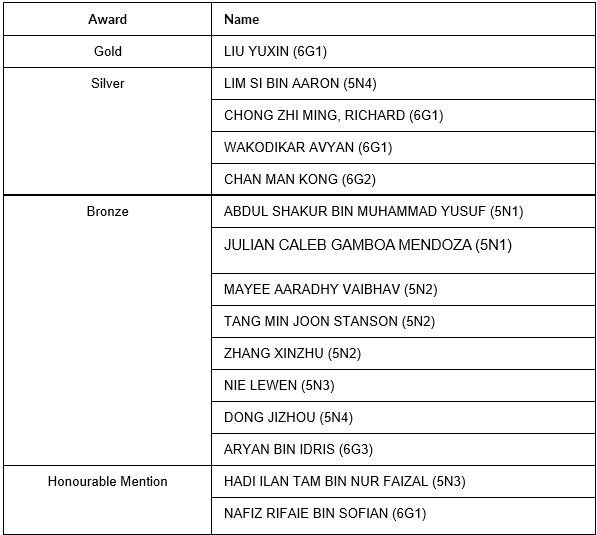 Award Name
Gold LIU YUXIN (6G1)
Silver LIM SI BIN AARON (5N4)
CHONG ZHI MING, RICHARD (6G1)
WAKODIKAR AVYAN (6G1)
CHAN MAN KONG (6G2)
Bronze ABDUL SHAKUR BIN MUHAMMAD YUSUF (5N1)
JULIAN CALEB GAMBOA MENDOZA (5N1)
MAYEE AARADHY VAIBHAV (5N2)
TANG MIN JOON STANSON (5N2)
ZHANG XINZHU (5N2)
NIE LEWEN (5N3)
DONG JIZHOU (5N4)
ARYAN BIN IDRIS (6G3)
Honourable Mention HADI ILAN TAM BIN NUR FAIZAL (5N3)
NAFIZ RIFAIE BIN SOFIAN (6G1)